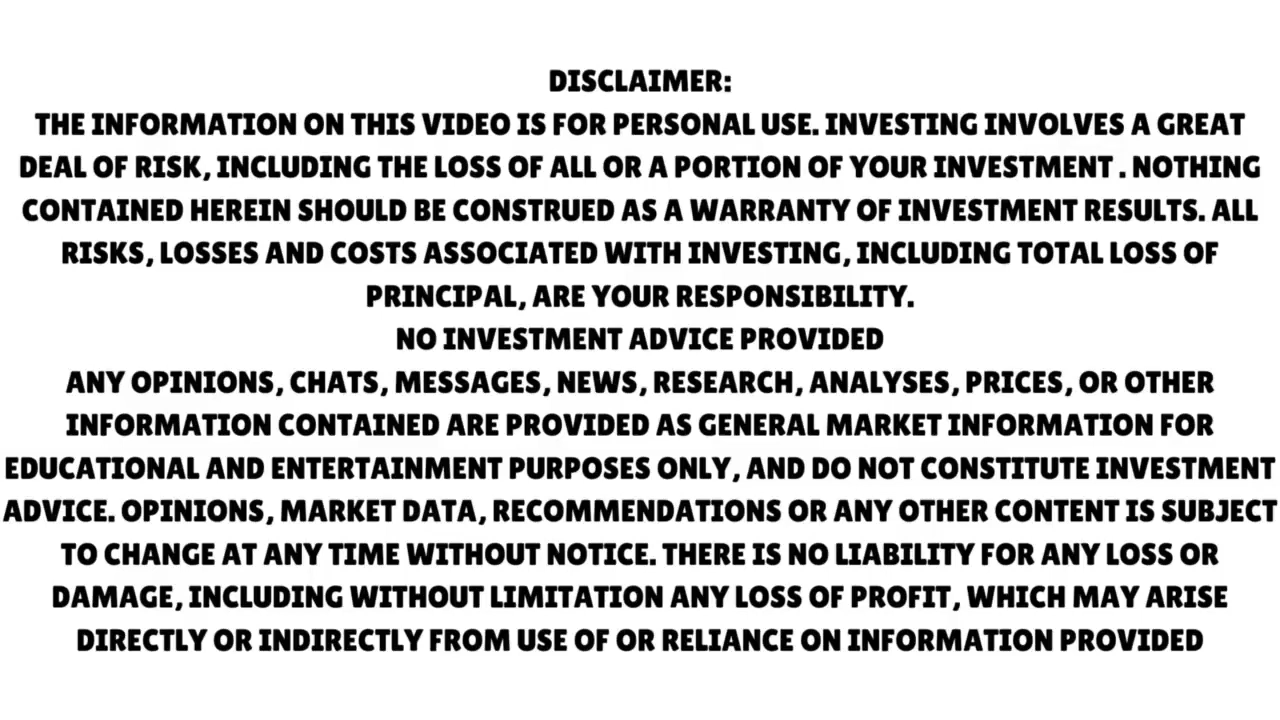 DISCLAIMER:
THE INFORMATION ON THIS VIDEO IS FOR PERSONAL USE. INVESTING INVOLVES A GREAT
DEAL OF RISK, INCLUDING THE LOSS OF ALL OR A PORTION OF YOUR INVESTMENT . NOTHING
CONTAINED HEREIN SHOULD BE CONSTRUED AS A WARRANTY OF INVESTMENT RESULTS. ALL
RISKS, LOSSES AND COSTS ASSOCIATED WITH INVESTING, INCLUDING TOTAL LOSS OF
PRINCIPAL, ARE YOUR RESPONSIBILITY.
NO INVESTMENT ADVICE PROVIDED
ANY OPINIONS, CHATS, MESSAGES, NEWS, RESEARCH, ANALYSES, PRICES, OR OTHER
INFORMATION CONTAINED ARE PROVIDED AS GENERAL MARKET INFORMATION FOR
EDUCATIONAL AND ENTERTAINMENT PURPOSES ONLY, AND DO NOT CONSTITUTE INVESTMENT
ADVICE. OPINIONS, MARKET DATA, RECOMMENDATIONS OR ANY OTHER CONTENT IS SUBJECT
TO CHANGE AT ANY TIME WITHOUT NOTICE. THERE IS NO LIABILITY FOR ANY LOSS OR
DAMAGE, INCLUDING WITHOUT LIMITATION ANY LOSS OF PROFIT, WHICH MAY ARISE
DIRECTLY OR INDIRECTLY FROM USE OF OR RELIANCE ON INFORMATION PROVIDED